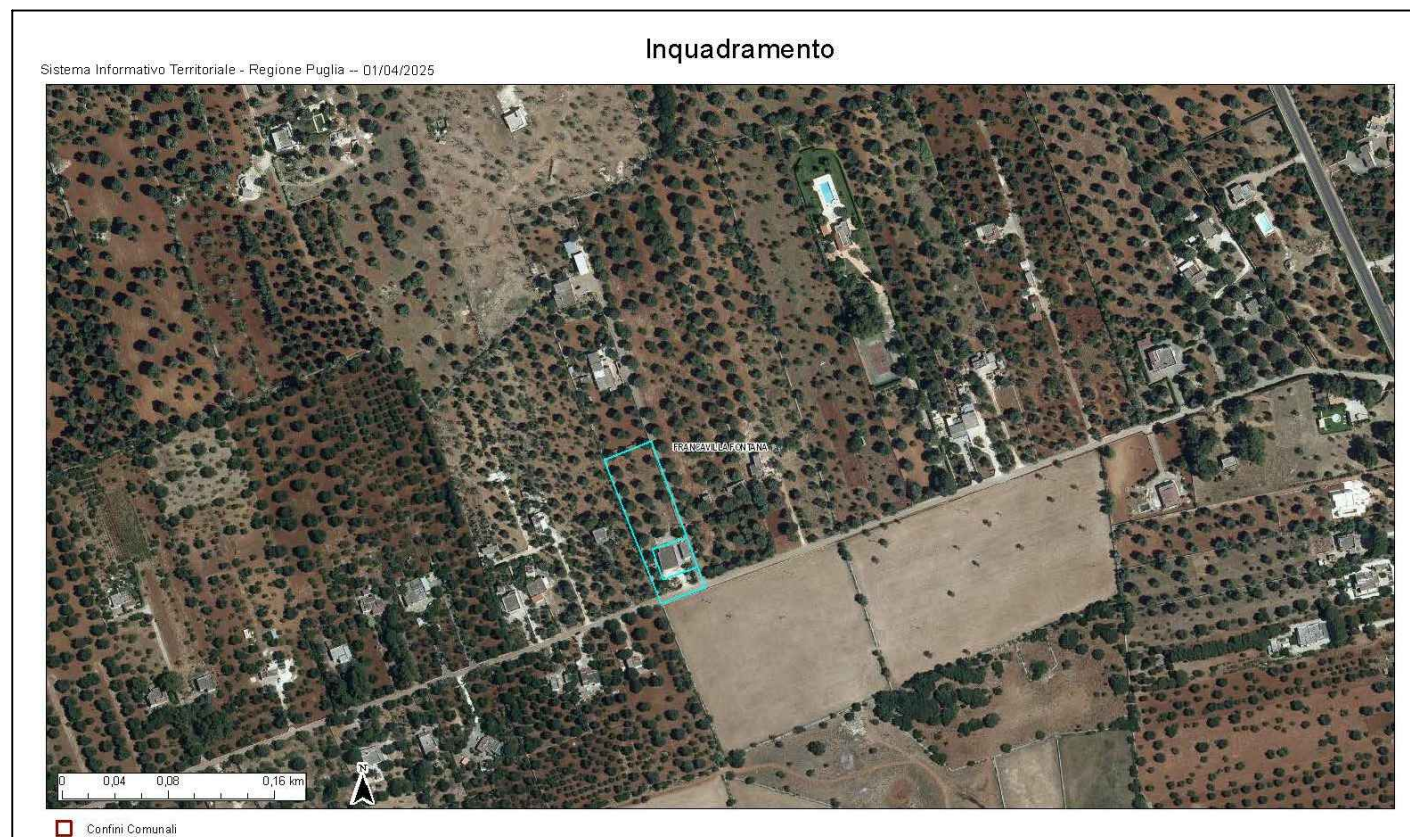 Inquadramento
Sistema Informativo Territoriale - Regione Puglia -- 01/04/2025
FRANCAVILLA FONTANA
0 0,04 0,08 0,16 km
N
Confini Comunali